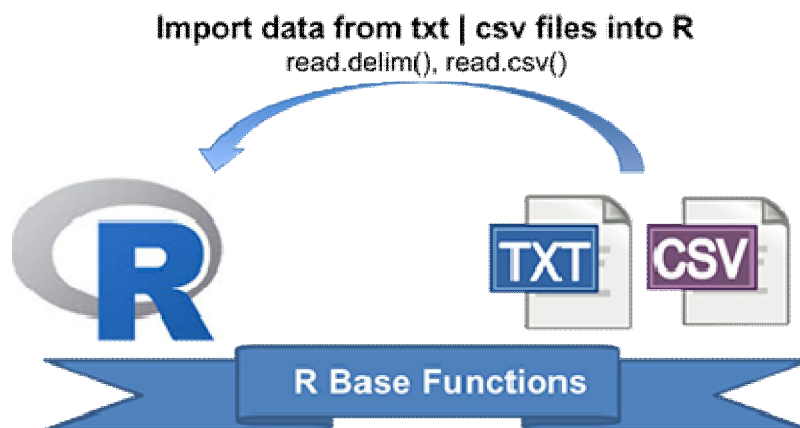 Import data from txt | csv files into R
read.delim(), read.csv()
R
TXT
CSV
R Base Functions